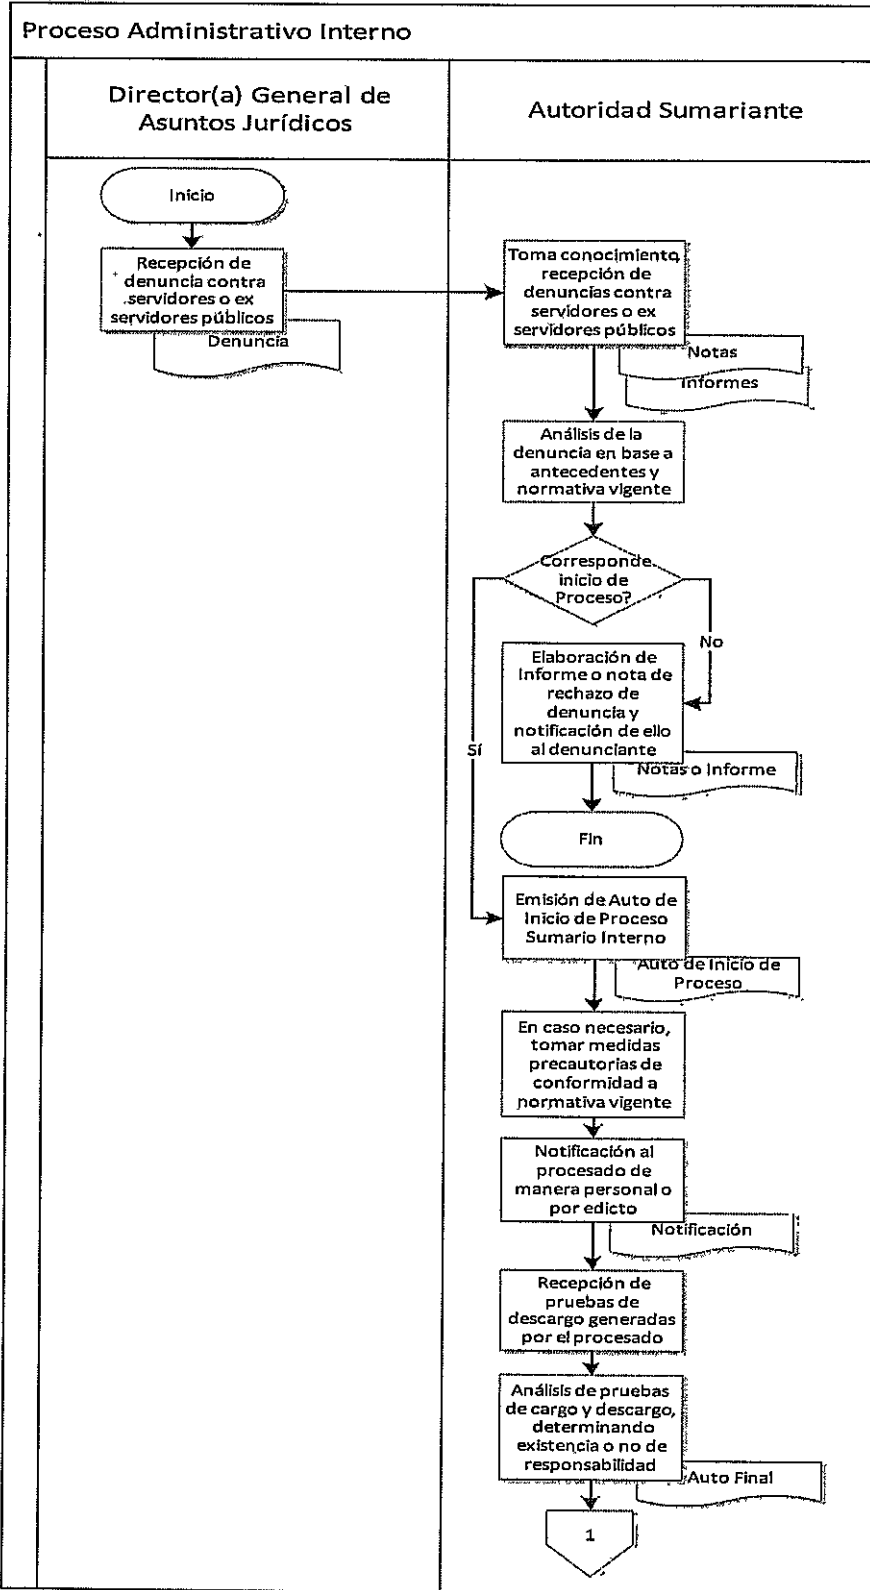 Proceso Administrativo Interno
Director(a) General de
Asuntos Jurídicos
Autoridad Sumariante
Inicio
Recepción de
denuncia contra
servidores o ex
servidores públicos
Denuncia
Toma conocimiento,
recepción de
denuncias contra
servidores o ex
servidores públicos
Notas
Informes
Análisis de la
denuncia en base a
antecedentes y
normativa vigente
Corresponde
inicio de
Proceso?
No
Elaboración de
Informe o nota de
rechazo de
denuncia y
notificación de ello
al denunciante
Sí
Notas o Informe
Fin
Emisión de Auto de
Inicio de Proceso
Sumario Interno
Auto de Inicio de
Proceso
En caso necesario,
tomar medidas
precautorias de
conformidad a
normativa vigente
Notificación al
procesado de
manera personal o
por edicto
Notificación
Recepción de
pruebas de
descargo generadas
por el procesado
Análisis de pruebas
de cargo y descargo,
determinando
existencia o no de
responsabilidad
Auto Final
1